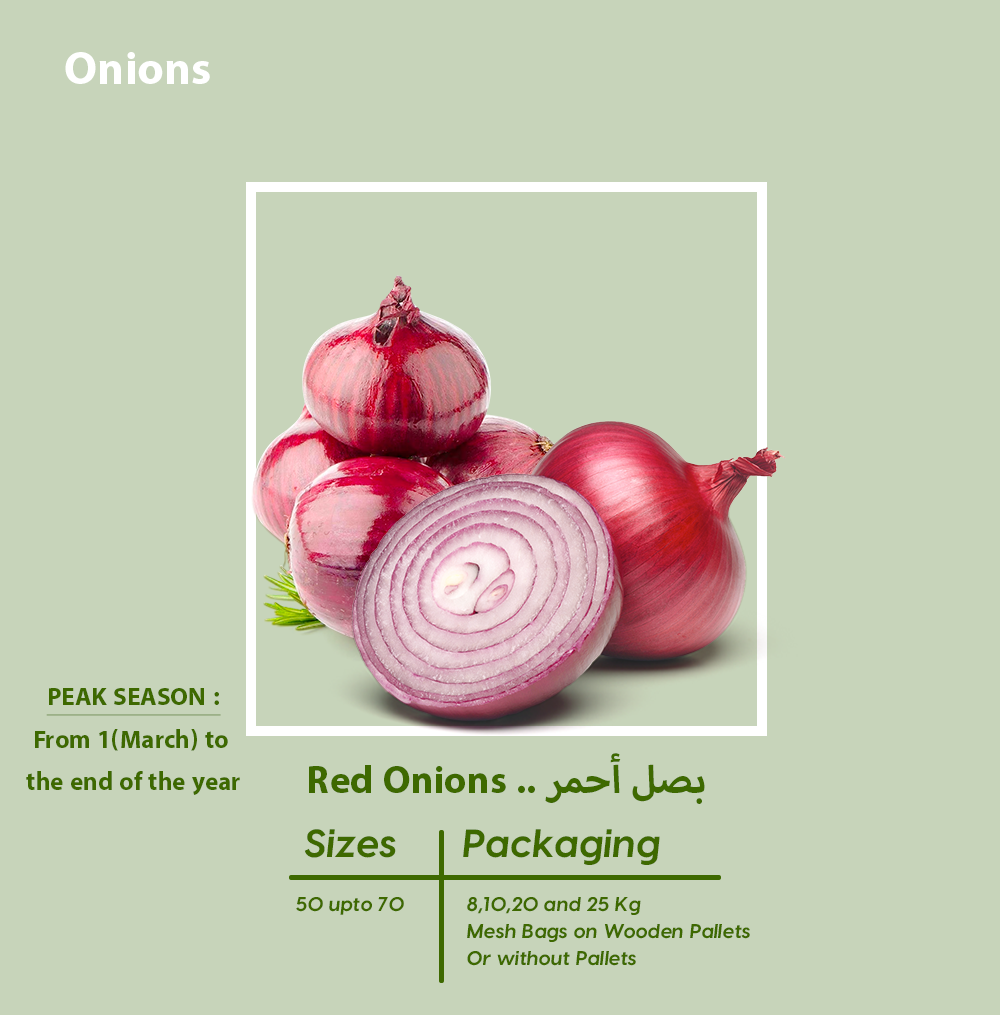 Onions
PEAK SEASON :
From 1(March) to
the end of the year
Red Onions .. بصل أحمر
Sizes
Packaging
50 upto 70
8,10,20 and 25 Kg
Mesh Bags on Wooden Pallets
Or without Pallets